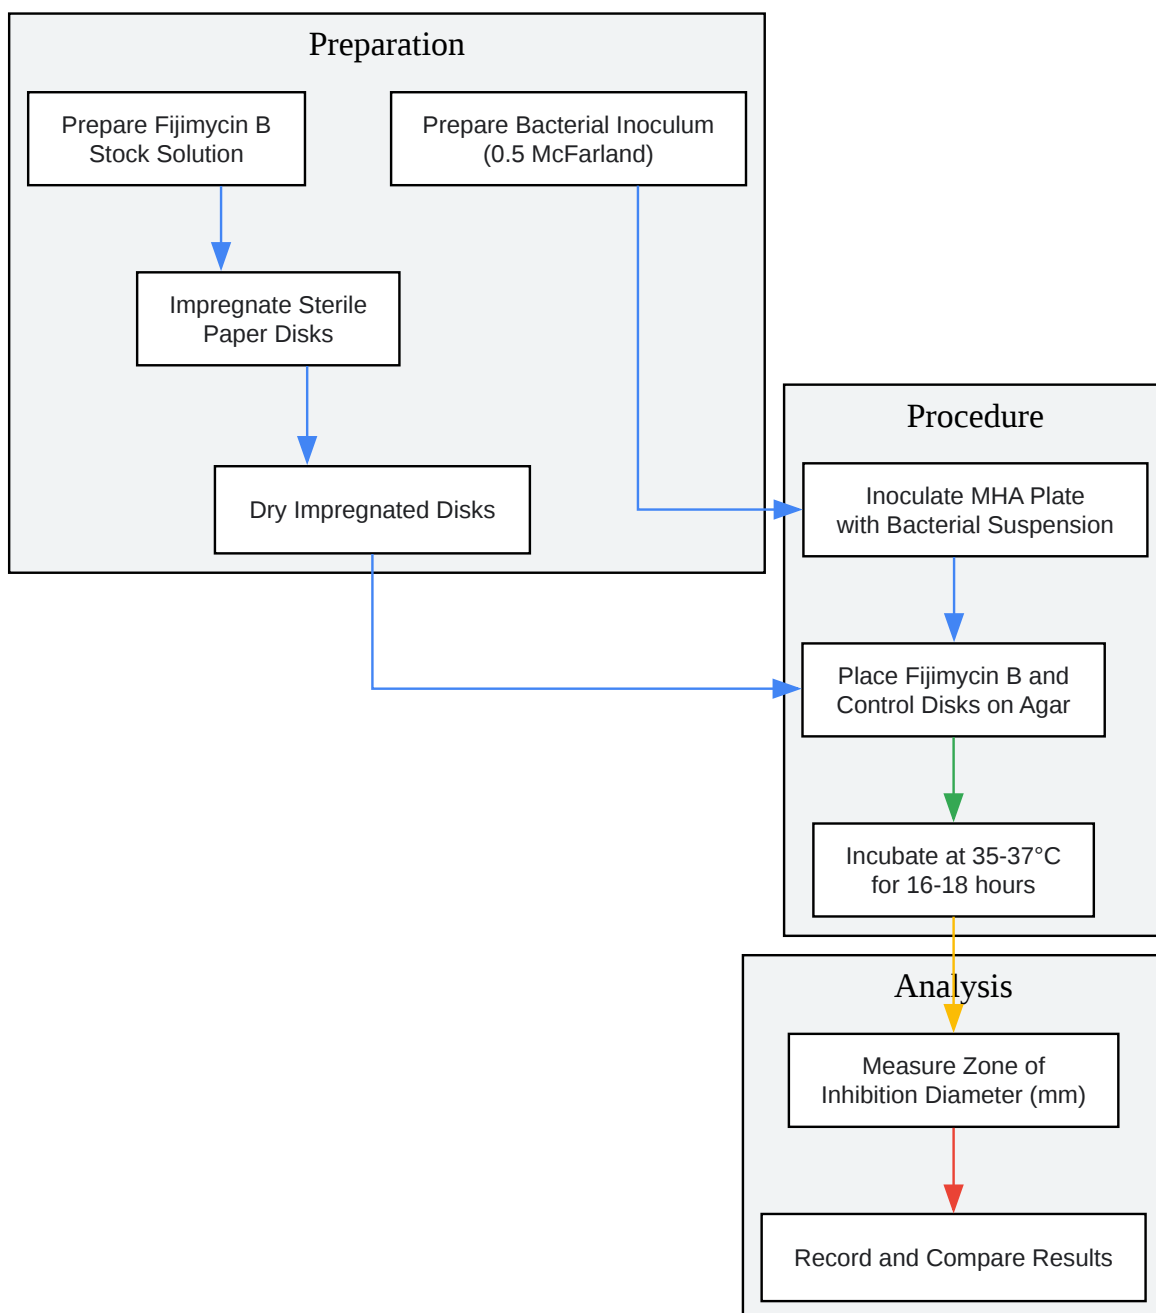 Preparation
Prepare Fijimycin B
Stock Solution
Prepare Bacterial Inoculum
(0.5 McFarland)
Impregnate Sterile
Paper Disks
Dry Impregnated Disks
Procedure
Inoculate MHA Plate
with Bacterial Suspension
Place Fijimycin B and
Control Disks on Agar
Incubate at 35-37°C
for 16-18 hours
Analysis
Measure Zone of
Inhibition Diameter (mm)
Record and Compare Results